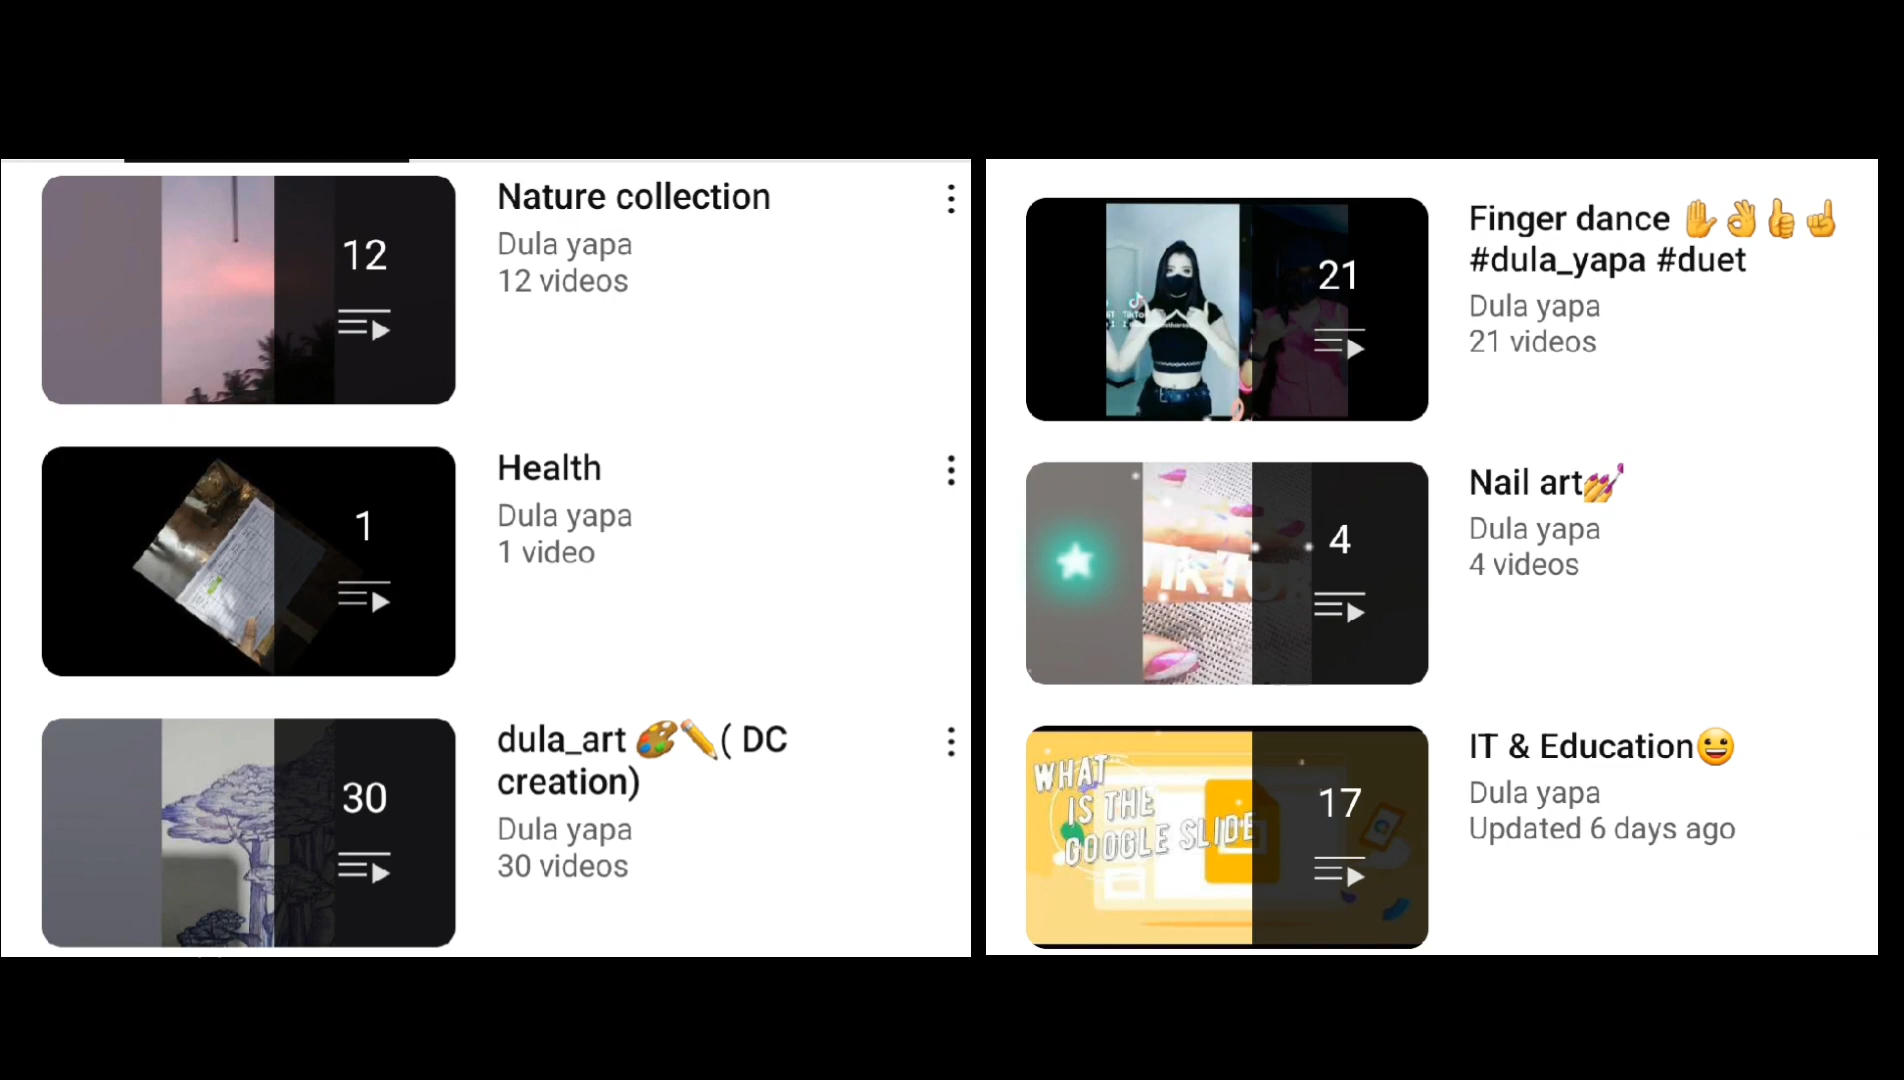 12
Nature collection
Dula yapa
12 videos
1
Health
Dula yapa
1 video
30
dula_art 🎨✏️( DC
creation)
Dula yapa
30 videos
21
TikTo
Finger dance ✋👌👍☝️
#dula_yapa #duet
Dula yapa
21 videos
4
Nail art💅
Dula yapa
4 videos
WHAT
IS THE
GOOGLE SLIDE
17
IT & Education😀
Dula yapa
Updated 6 days ago